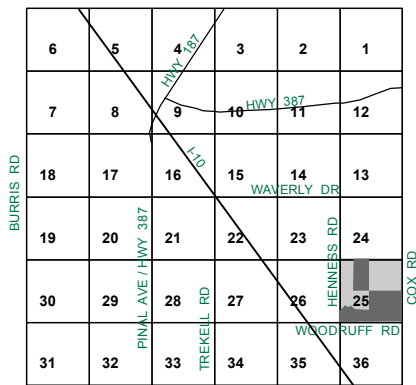 6 5 4 3 2 1
HWY 187
7 8 9 10 11 12
HWY 387
I-10
18 17 16 15 14 13
WAVERLY DR
BURRIS RD
19 20 21 22 23 24
PINAL AVE / HWY 387
TREKELL RD
HENNESS RD
COX RD
30 29 28 27 26 25
WOODRUFF RD
31 32 33 34 35 36